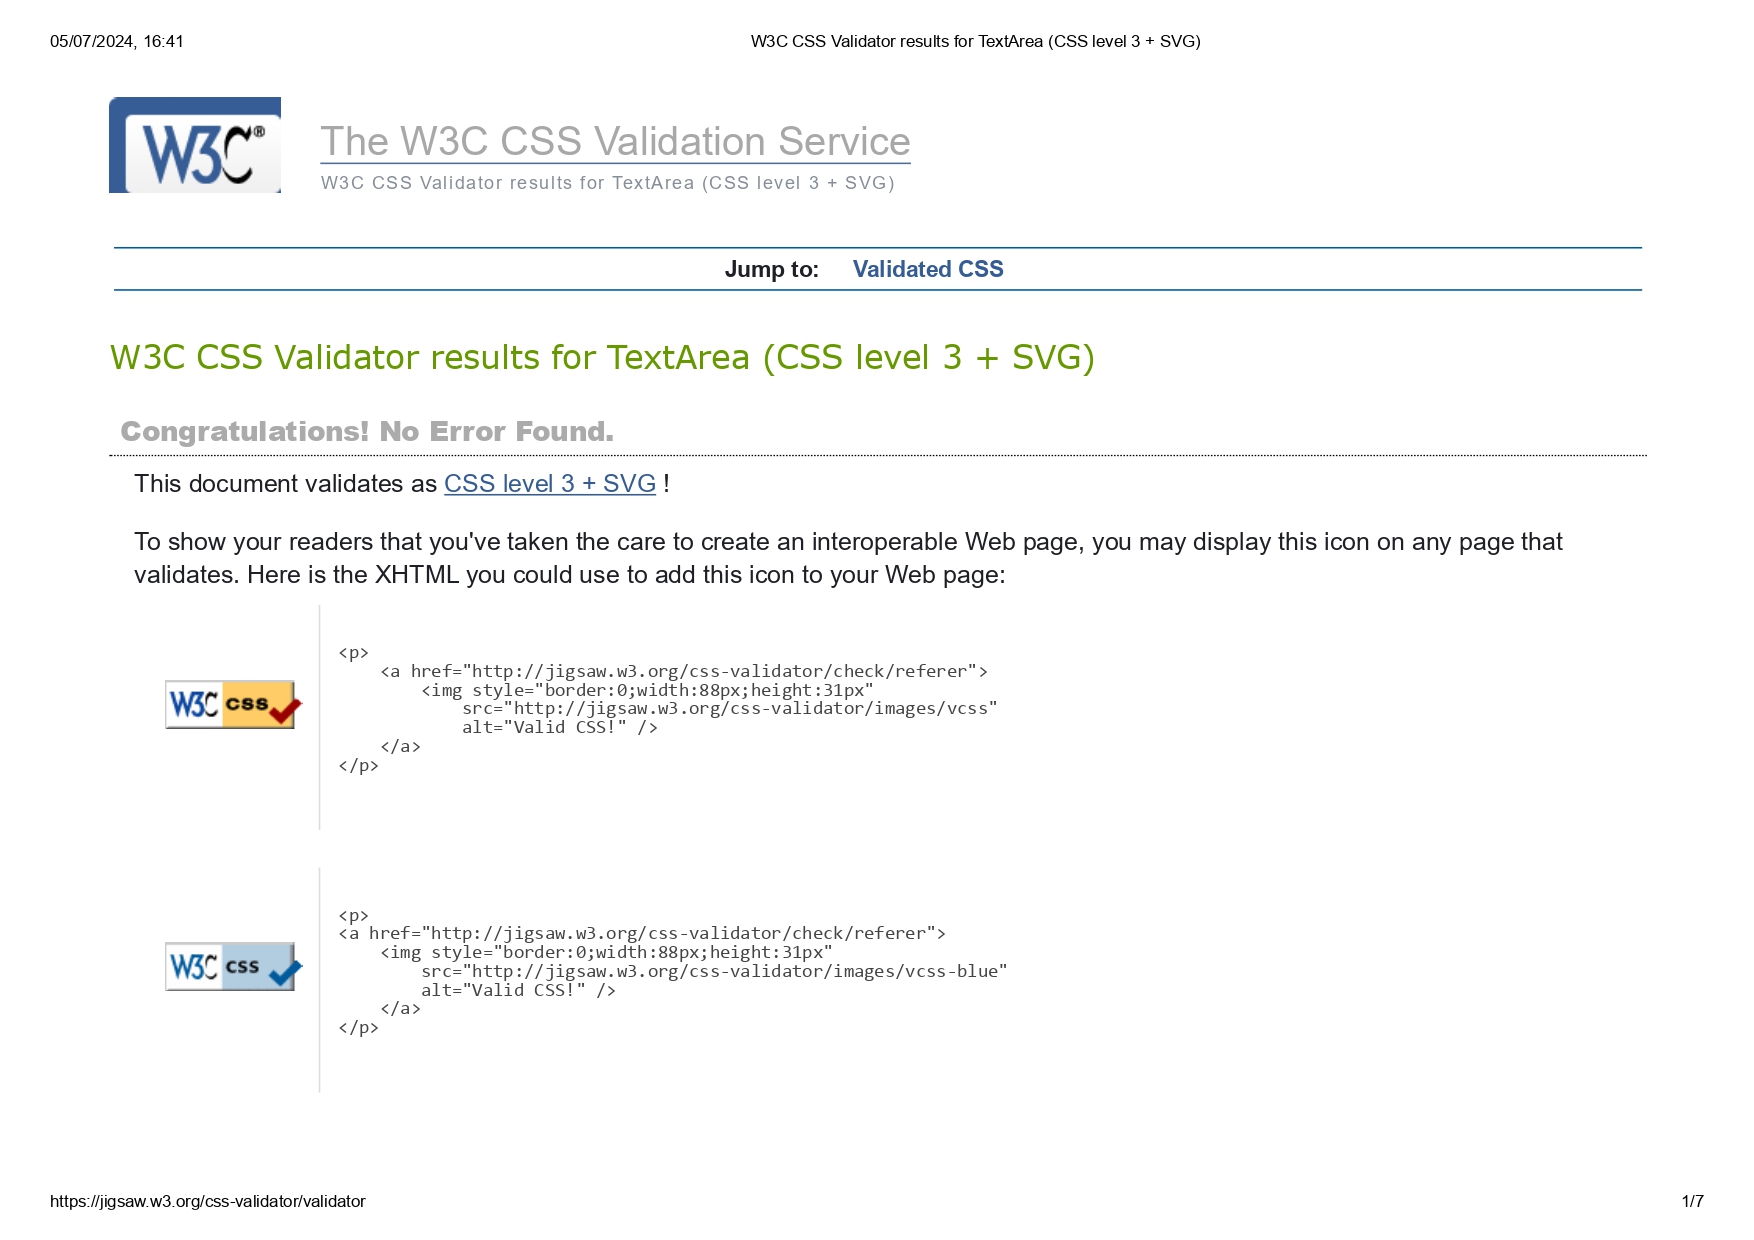 05/07/2024, 16:41
W3C CSS Validator results for TextArea (CSS level 3 + SVG)
W3C®
The W3C CSS Validation Service
W3C CSS Validator results for TextArea (CSS level 3 + SVG)
Jump to: Validated CSS
W3C CSS Validator results for TextArea (CSS level 3 + SVG)
Congratulations! No Error Found.
This document validates as CSS level 3 + SVG !
To show your readers that you've taken the care to create an interoperable Web page, you may display this icon on any page that
validates. Here is the XHTML you could use to add this icon to your Web page:
W3C CSS
<p>
    <a href="http://jigsaw.w3.org/css-validator/check/referer">
        <img style="border:0;width:88px;height:31px"
            src="http://jigsaw.w3.org/css-validator/images/vcss"
            alt="Valid CSS!" />
    </a>
</p>
W3C CSS
<p>
<a href="http://jigsaw.w3.org/css-validator/check/referer">
    <img style="border:0;width:88px;height:31px"
        src="http://jigsaw.w3.org/css-validator/images/vcss-blue"
        alt="Valid CSS!" />
    </a>
</p>
https://jigsaw.w3.org/css-validator/validator
1/7